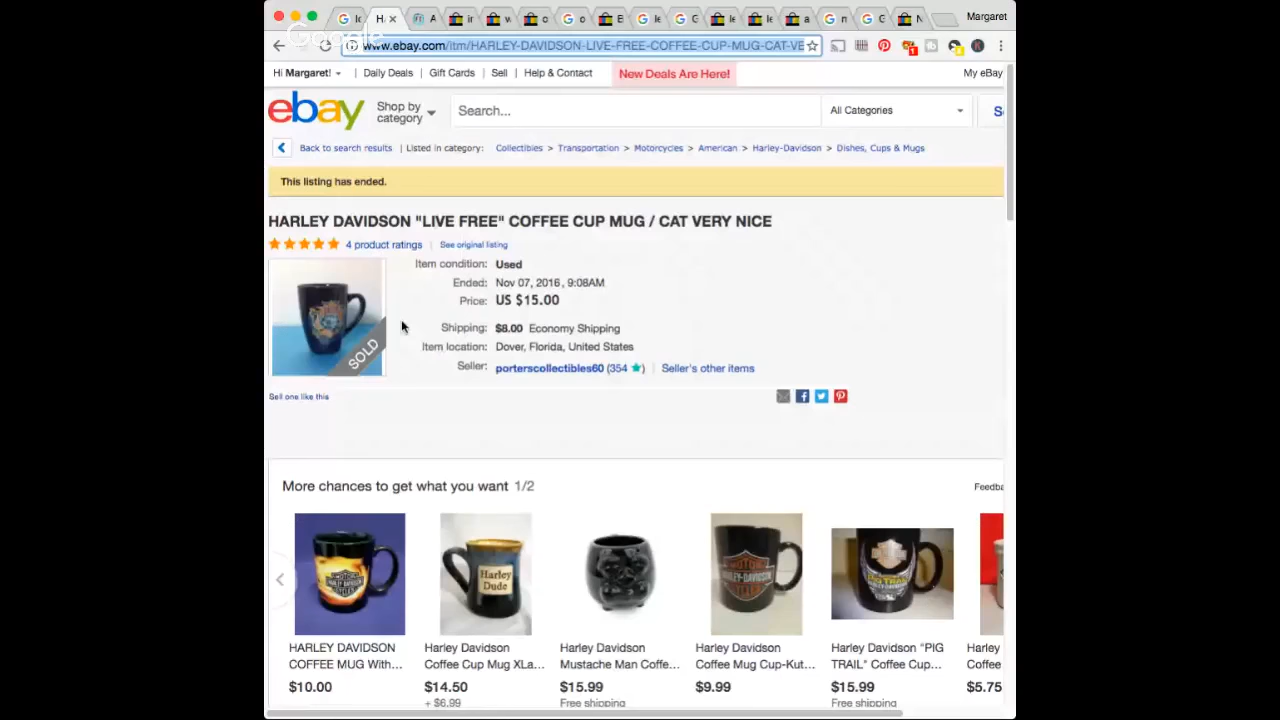 Margaret
Google
www.ebay.com/itm/HARLEY-DAVIDSON-LIVE-FREE-COFFEE-CUP-MUG-CAT-VE
Hi Margaret! | Daily Deals | Gift Cards | Sell | Help & Contact New Deals Are Here! My eBay
ebay Shop by category Search... All Categories
Back to search results | Listed in category: Collectibles > Transportation > Motorcycles > American > Harley-Davidson > Dishes, Cups & Mugs
This listing has ended.
HARLEY DAVIDSON "LIVE FREE" COFFEE CUP MUG / CAT VERY NICE
4 product ratings | See original listing
Item condition: Used
Ended: Nov 07, 2016 , 9:08AM
Price: US $15.00
Shipping: $8.00 Economy Shipping
Item location: Dover, Florida, United States
Seller: porterscollectibles60 (354 ) | Seller's other items
SOLD
Sell one like this
More chances to get what you want 1/2 Feedba
Harley Dude
HARLEY DAVIDSON Harley Davidson Harley Davidson Harley Davidson Harley Davidson "PIG Harley
COFFEE MUG With... Coffee Cup Mug XLa... Mustache Man Coffe... Coffee Mug Cup-Kut... TRAIL" Coffee Cup... Coffee
$10.00 $14.50 $15.99 $9.99 $15.99 $5.75
+ $6.99 Free shipping Free shipping